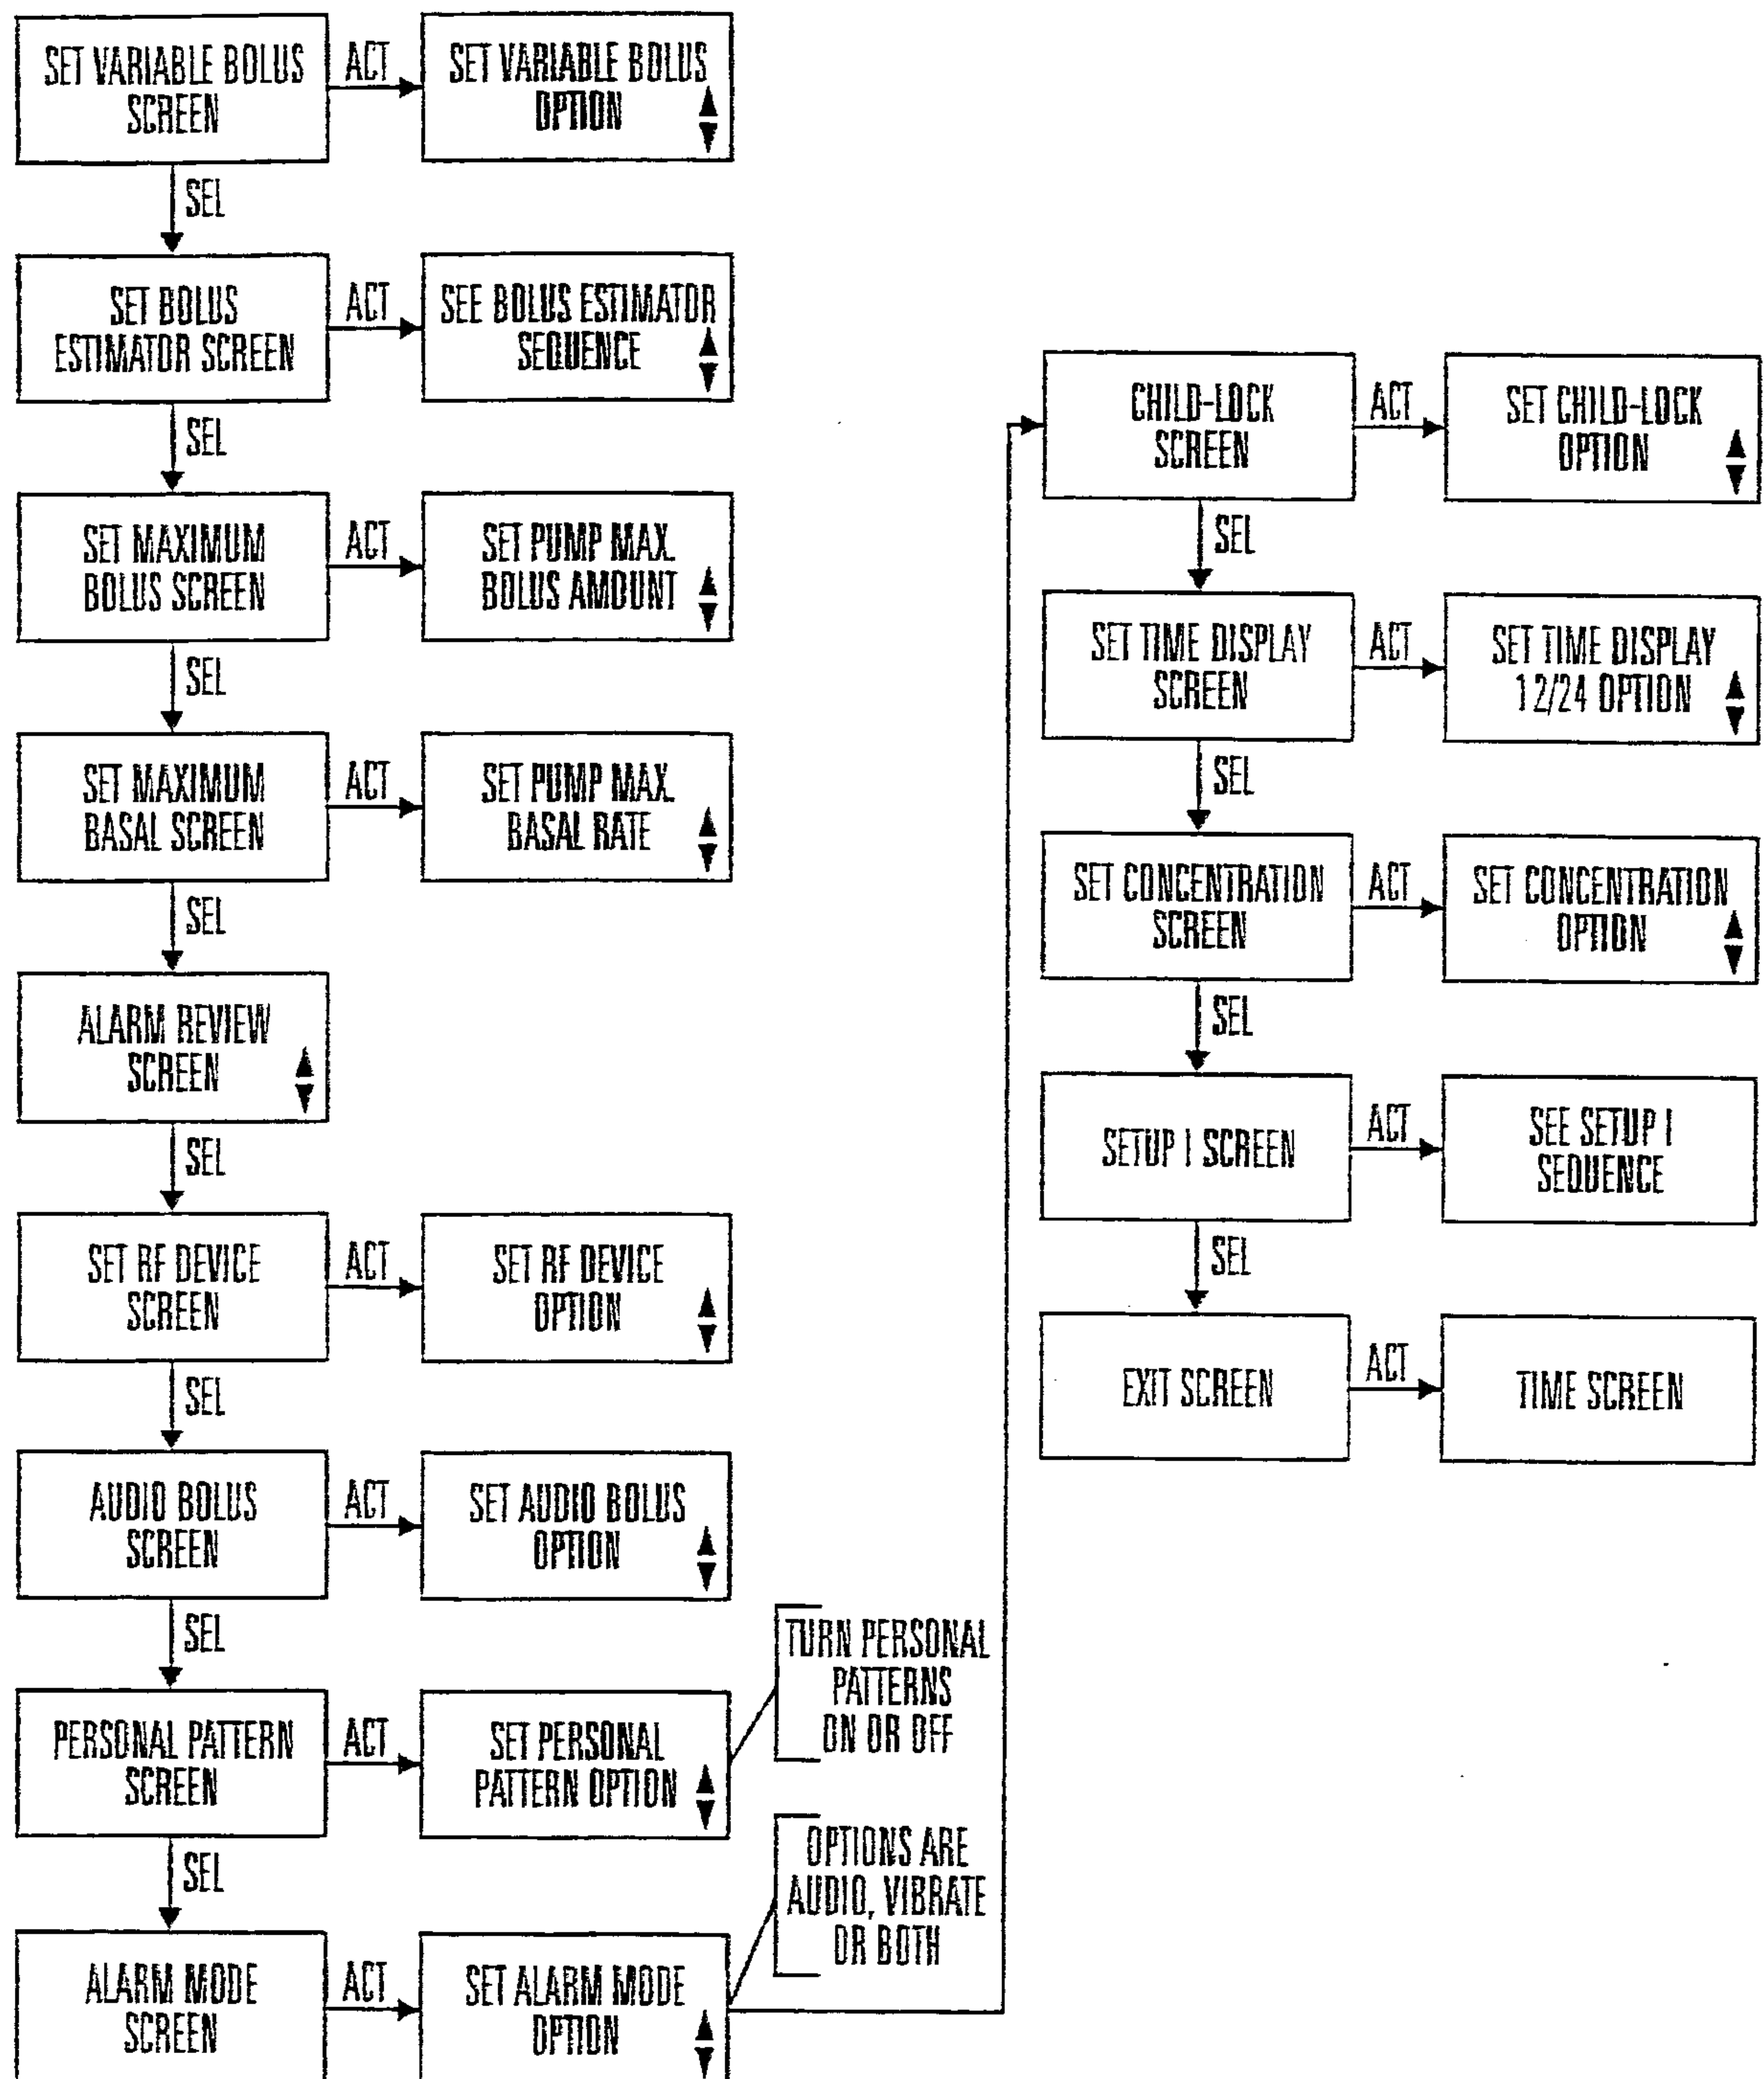 SET VARIABLE BOLUS
SCREEN
ACT
SET VARIABLE BOLUS
OPTION
SEL
SET BOLUS
ESTIMATOR SCREEN
ACT
SEE BOLUS ESTIMATOR
SEQUENCE
SEL
SET MAXIMUM
BOLUS SCREEN
ACT
SET PUMP MAX.
BOLUS AMOUNT
SEL
SET MAXIMUM
BASAL SCREEN
ACT
SET PUMP MAX.
BASAL RATE
SEL
ALARM REVIEW
SCREEN
SEL
SET RF DEVICE
SCREEN
ACT
SET RF DEVICE
OPTION
SEL
AUDIO BOLUS
SCREEN
ACT
SET AUDIO BOLUS
OPTION
SEL
PERSONAL PATTERN
SCREEN
ACT
SET PERSONAL
PATTERN OPTION
TURN PERSONAL
PATTERNS
ON OR OFF
SEL
ALARM MODE
SCREEN
ACT
SET ALARM MODE
OPTION
OPTIONS ARE
AUDIO, VIBRATE
OR BOTH
CHILD-LOCK
SCREEN
ACT
SET CHILD-LOCK
OPTION
SEL
SET TIME DISPLAY
SCREEN
ACT
SET TIME DISPLAY
12/24 OPTION
SEL
SET CONCENTRATION
SCREEN
ACT
SET CONCENTRATION
OPTION
SEL
SETUP I SCREEN
ACT
SEE SETUP I
SEQUENCE
SEL
EXIT SCREEN
ACT
TIME SCREEN